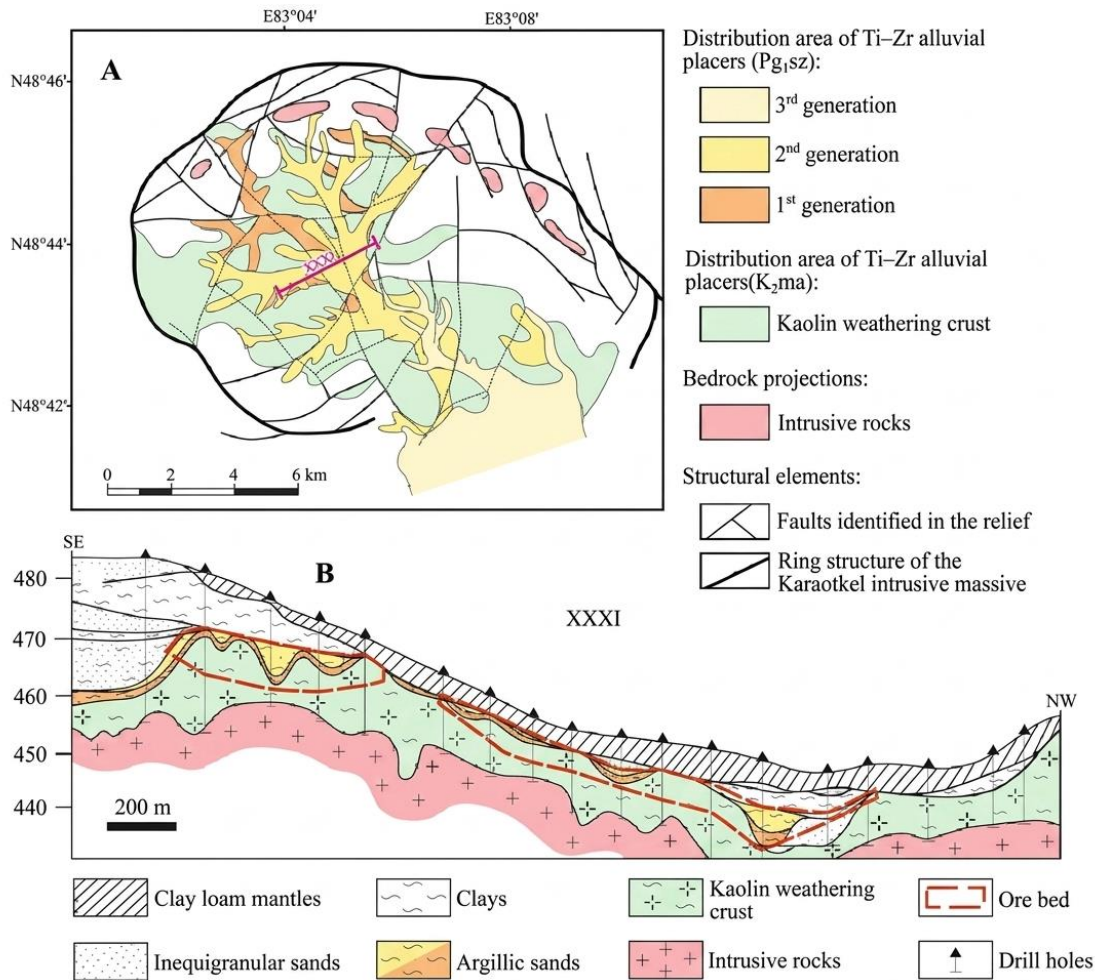 E83°04'
E83°08'
N48°46'
N48°44'
N48°42'
A
XXXI
0 2 4 6 km
Distribution area of Ti–Zr alluvial
placers (Pg₁sz):
3rd generation
2nd generation
1st generation
Distribution area of Ti–Zr alluvial
placers(K₂ma):
Kaolin weathering crust
Bedrock projections:
Intrusive rocks
Structural elements:
Faults identified in the relief
Ring structure of the
Karaotkel intrusive massive
SE
B
XXXI
NW
480
470
460
450
440
200 m
Clay loam mantles
Clays
Kaolin weathering
crust
Ore bed
Inequigranular sands
Argillic sands
Intrusive rocks
Drill holes